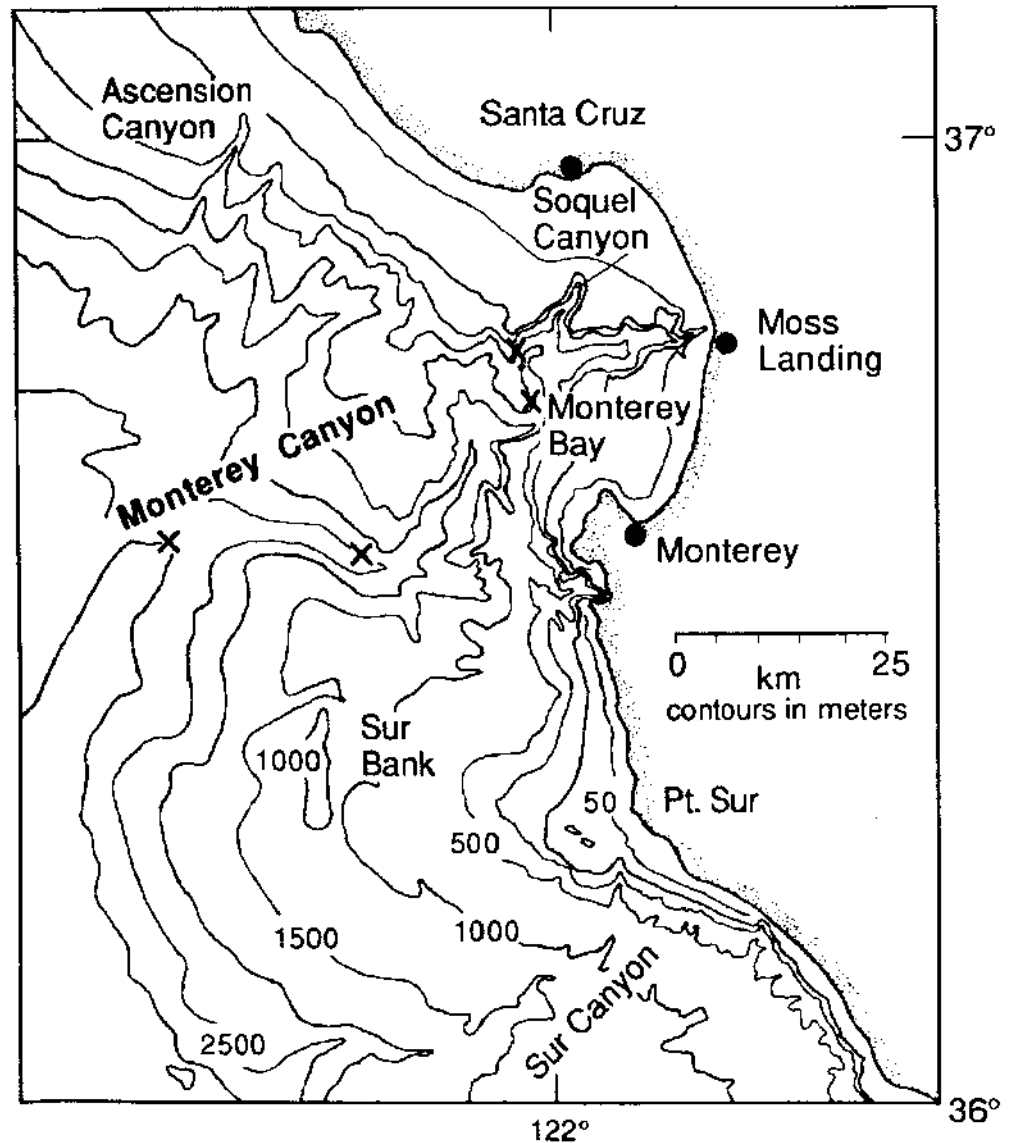 Ascension
Canyon
Santa Cruz
37°
Soquel
Canyon
Moss
Landing
Monterey Canyon
Monterey
Bay
Monterey
0 25
km
contours in meters
Sur
Bank
1000
50
Pt. Sur
500
1500
1000
Sur Canyon
2500
36°
122°